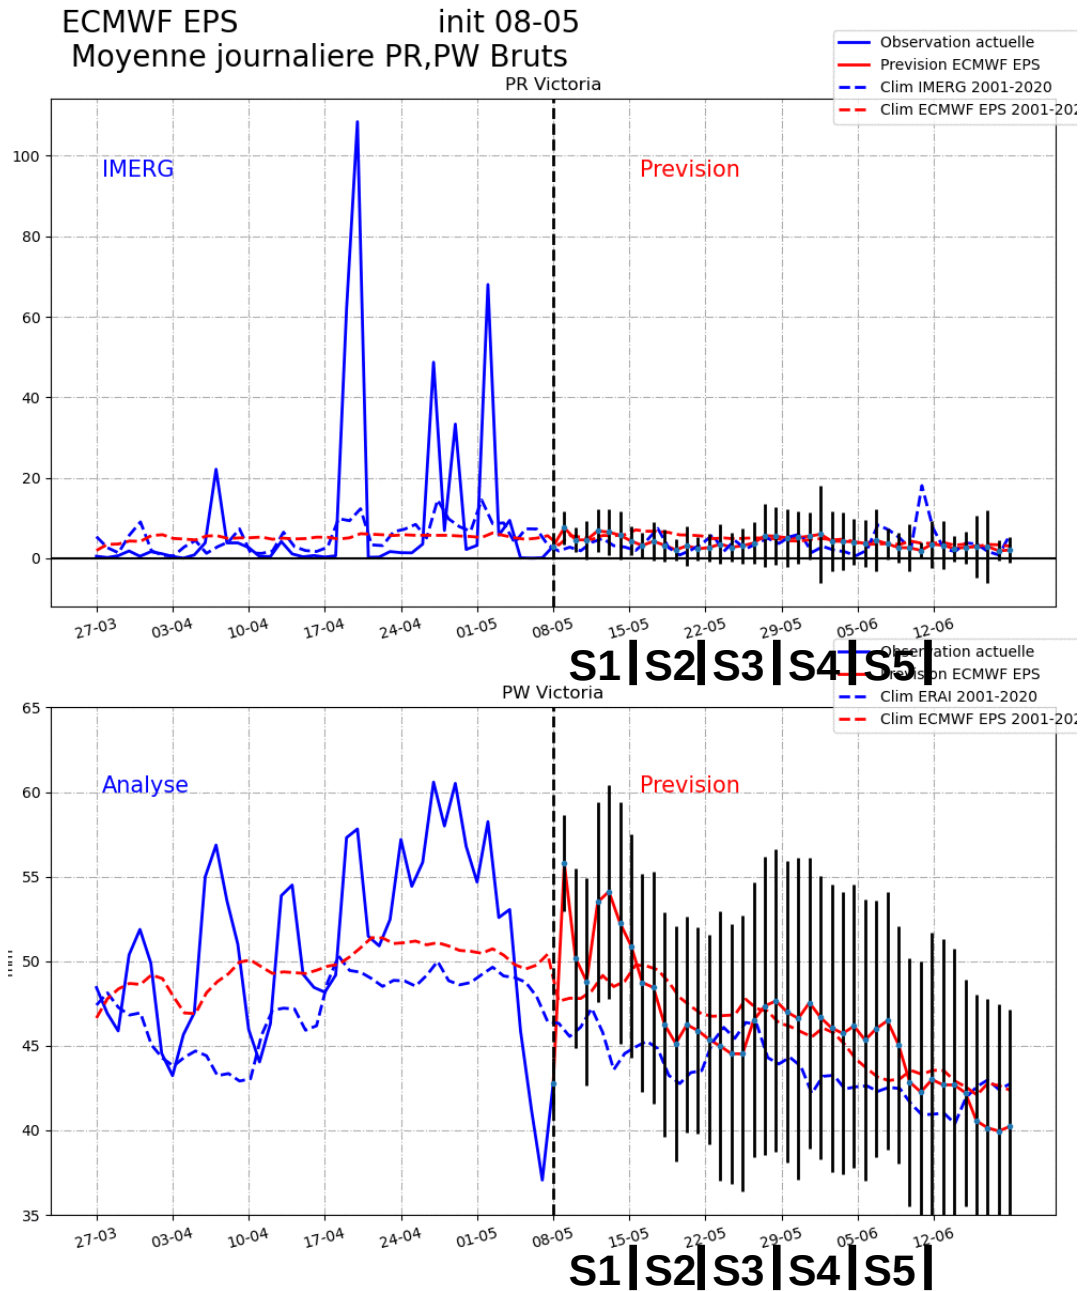 ECMWF EPS init 08-05
Moyenne journaliere PR,PW Bruts
PR Victoria
Observation actuelle
Prevision ECMWF EPS
Clim IMERG 2001-2020
Clim ECMWF EPS 2001-202
IMERG
Prevision
100
80
60
40
20
0
27-03 03-04 10-04 17-04 24-04 01-05 08-05 15-05 22-05 29-05 05-06 12-06
S1 S2 S3 S4 S5
PW Victoria
Observation actuelle
Prevision ECMWF EPS
Clim ERAI 2001-2020
Clim ECMWF EPS 2001-202
Analyse
Prevision
65
60
55
50
45
40
35
27-03 03-04 10-04 17-04 24-04 01-05 08-05 15-05 22-05 29-05 05-06 12-06
S1 S2 S3 S4 S5